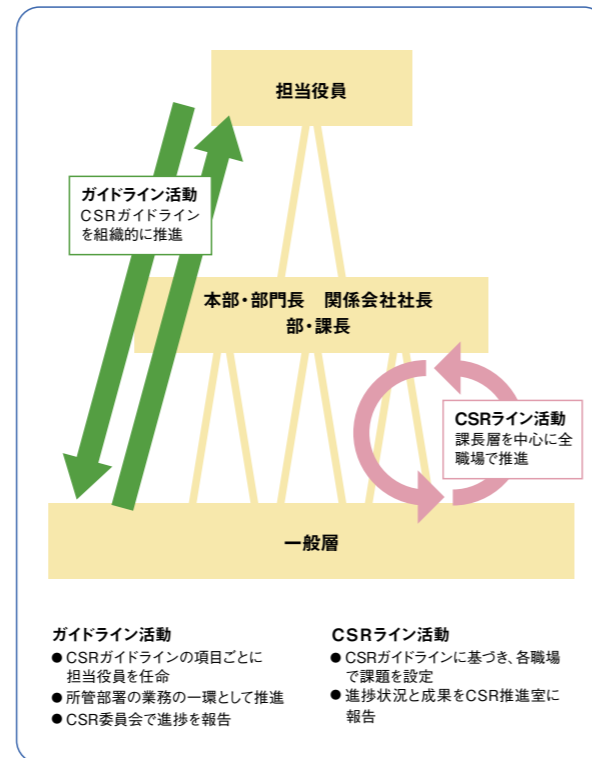 担当役員
ガイドライン活動
CSRガイドライン
を組織的に推進
本部・部門長　関係会社社長
部・課長
CSRライン活動
課長層を中心に全
職場で推進
一般層
ガイドライン活動
● CSRガイドラインの項目ごとに
担当役員を任命
● 所管部署の業務の一環として推進
● CSR委員会で進捗を報告
CSRライン活動
● CSRガイドラインに基づき、各職場
で課題を設定
● 進捗状況と成果をCSR推進室に
報告